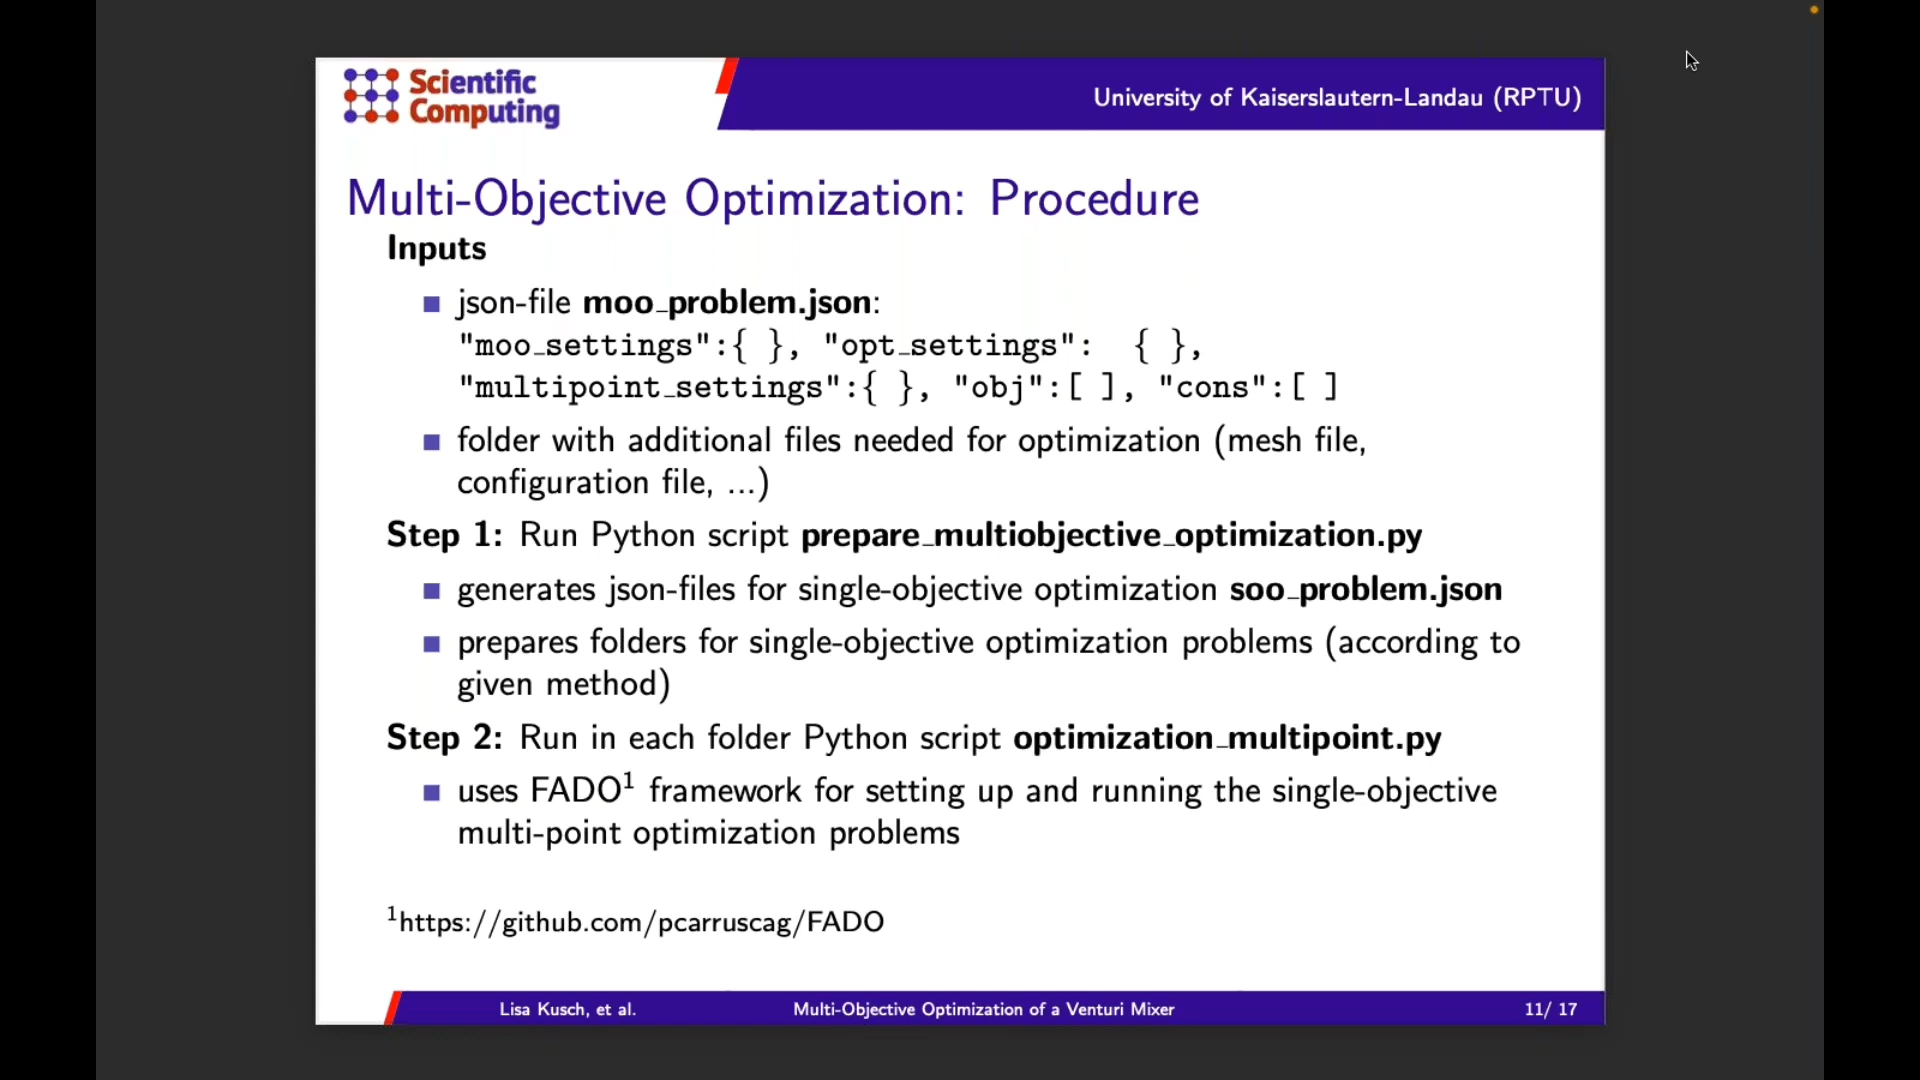 Scientific
Computing
University of Kaiserslautern-Landau (RPTU)
Multi-Objective Optimization: Procedure
Inputs
json-file moo_problem.json:
"moo_settings":{ }, "opt_settings": { },
"multipoint_settings":{ }, "obj":[ ], "cons":[ ]
folder with additional files needed for optimization (mesh file,
configuration file, ...)
Step 1: Run Python script prepare_multiobjective_optimization.py
generates json-files for single-objective optimization soo_problem.json
prepares folders for single-objective optimization problems (according to
given method)
Step 2: Run in each folder Python script optimization_multipoint.py
uses FADO¹ framework for setting up and running the single-objective
multi-point optimization problems
¹https://github.com/pcarruscag/FADO
Lisa Kusch, et al. Multi-Objective Optimization of a Venturi Mixer 11/ 17